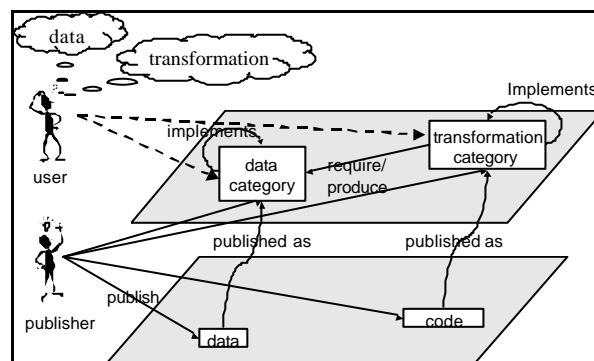 data
transformation
Implements
implements
transformation
category
data
category
require/
produce
user
published as
published as
publish
publisher
data
code